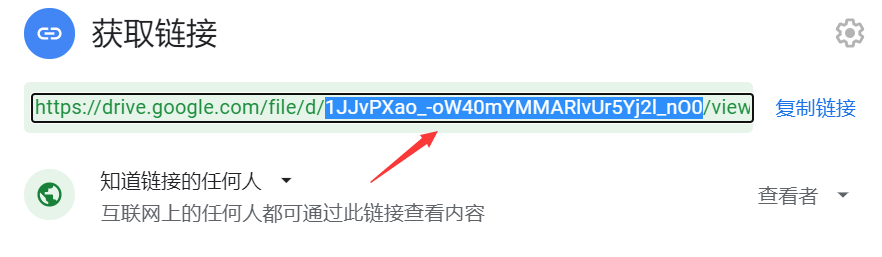 获取链接
https://drive.google.com/file/d/1JJvPXao_-oW40mYMMARlvUr5Yj2l_nO0/view
复制链接
知道链接的任何人
互联网上的任何人都可通过此链接查看内容
查看者